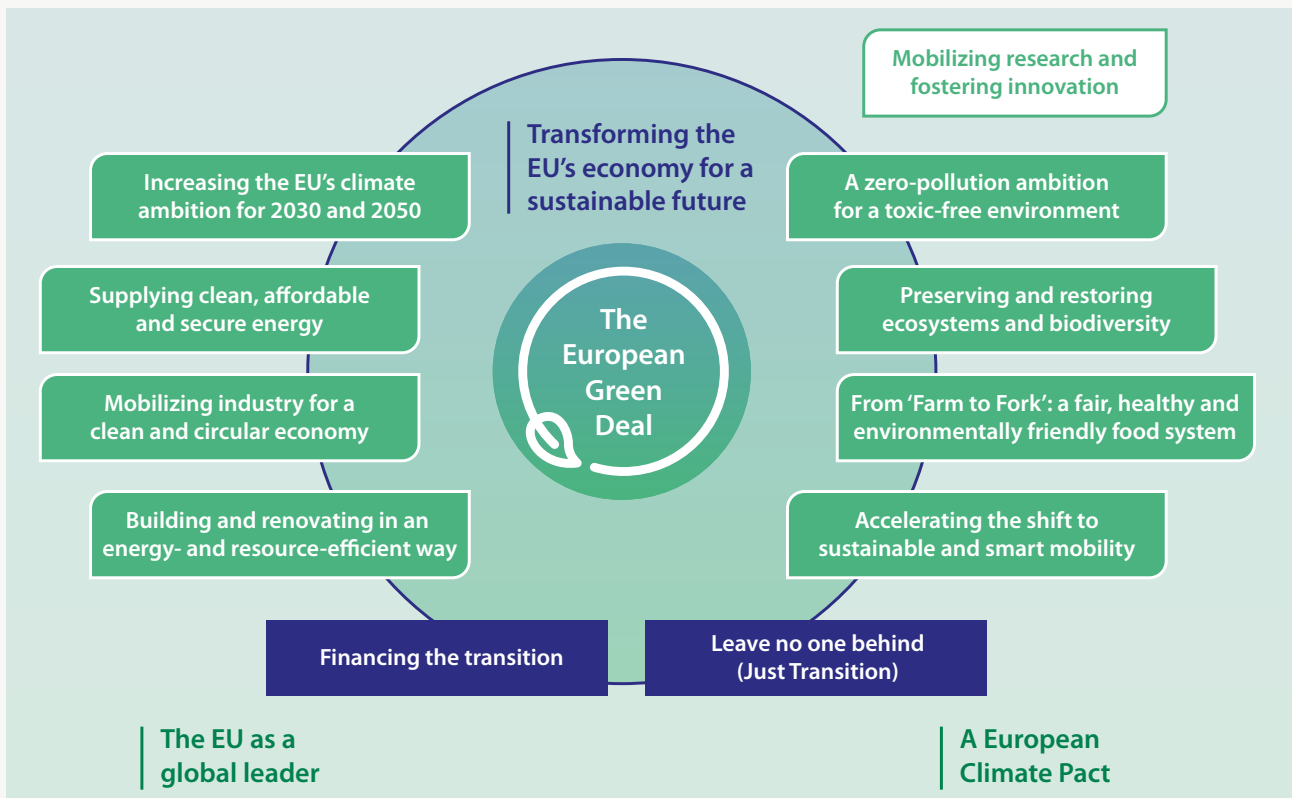 Mobilizing research and
fostering innovation
Transforming the
EU’s economy for a
sustainable future
Increasing the EU’s climate
ambition for 2030 and 2050
Supplying clean, affordable
and secure energy
Mobilizing industry for a
clean and circular economy
Building and renovating in an
energy- and resource-efficient way
The
European
Green
Deal
A zero-pollution ambition
for a toxic-free environment
Preserving and restoring
ecosystems and biodiversity
From ‘Farm to Fork’: a fair, healthy and
environmentally friendly food system
Accelerating the shift to
sustainable and smart mobility
Financing the transition
Leave no one behind
(Just Transition)
The EU as a
global leader
A European
Climate Pact